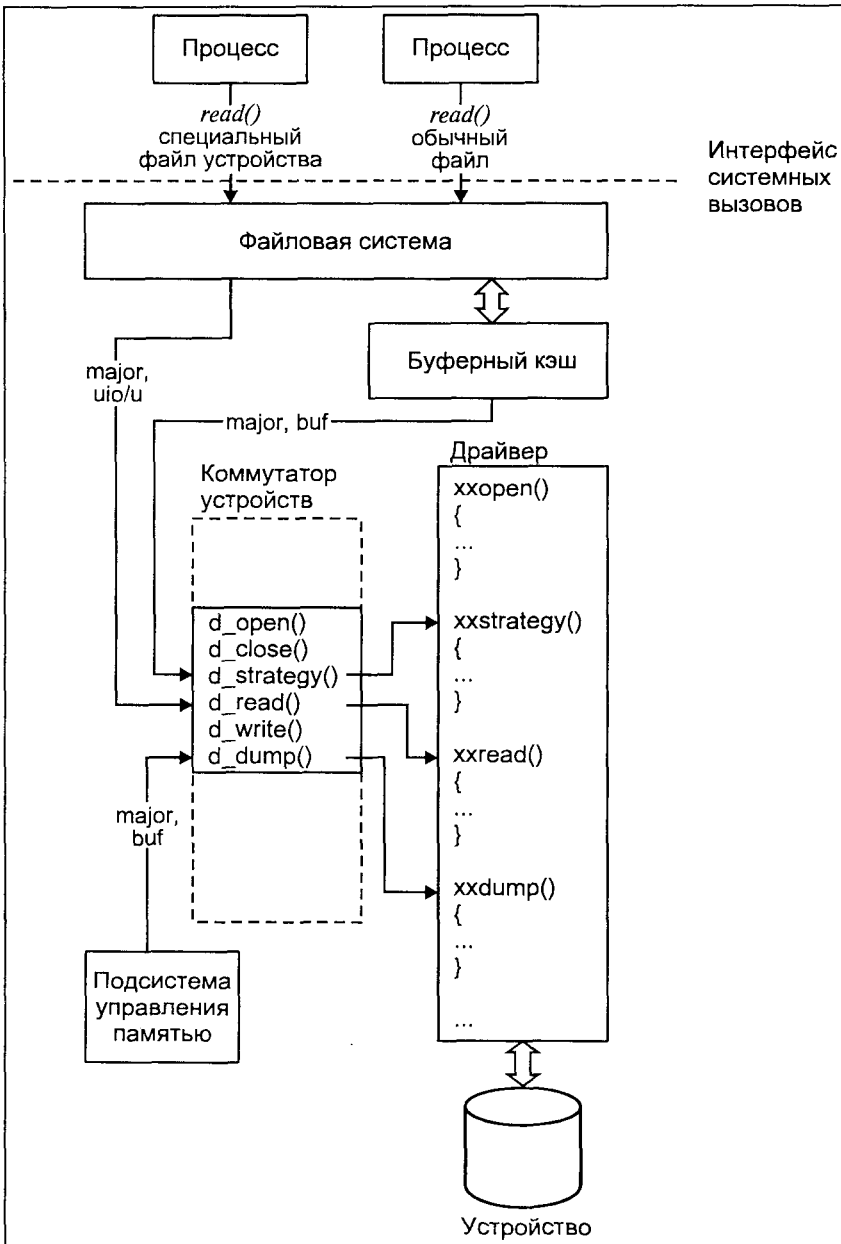 Процесс
Процесс
read()
специальный
файл устройства
read()
обычный
файл
Интерфейс
системных
вызовов
Файловая система
Буферный кэш
major,
uio/u
major, buf
Коммутатор
устройств
d_open()
d_close()
d_strategy()
d_read()
d_write()
d_dump()
major,
buf
Подсистема
управления
памятью
Драйвер
xxopen()
{
...
}
xxstrategy()
{
...
}
xxread()
{
...
}
xxdump()
{
...
}
...
Устройство